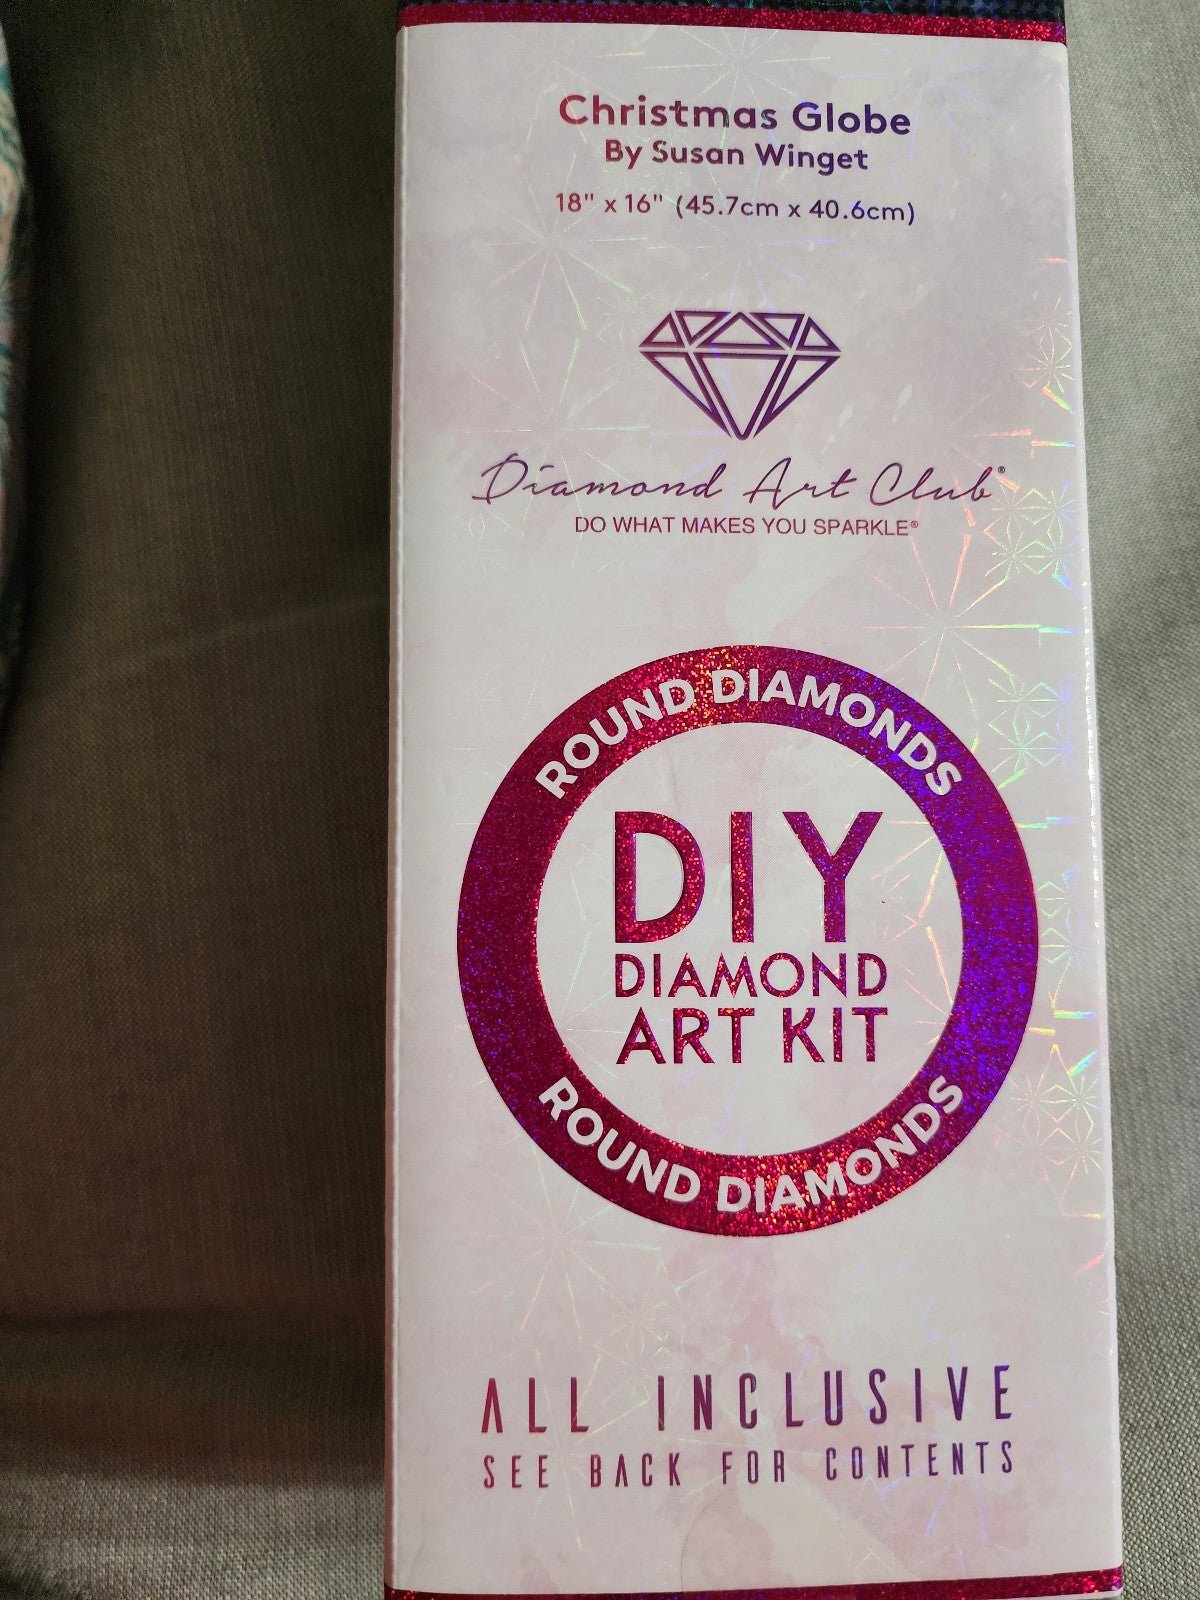 Christmas Globe
By Susan Winget
18" x 16" (45.7cm x 40.6cm)
Diamond Art Club®
DO WHAT MAKES YOU SPARKLE®
ROUND DIAMONDS
DIY
DIAMOND
ART KIT
ROUND DIAMONDS
ALL INCLUSIVE
SEE BACK FOR CONTENTS